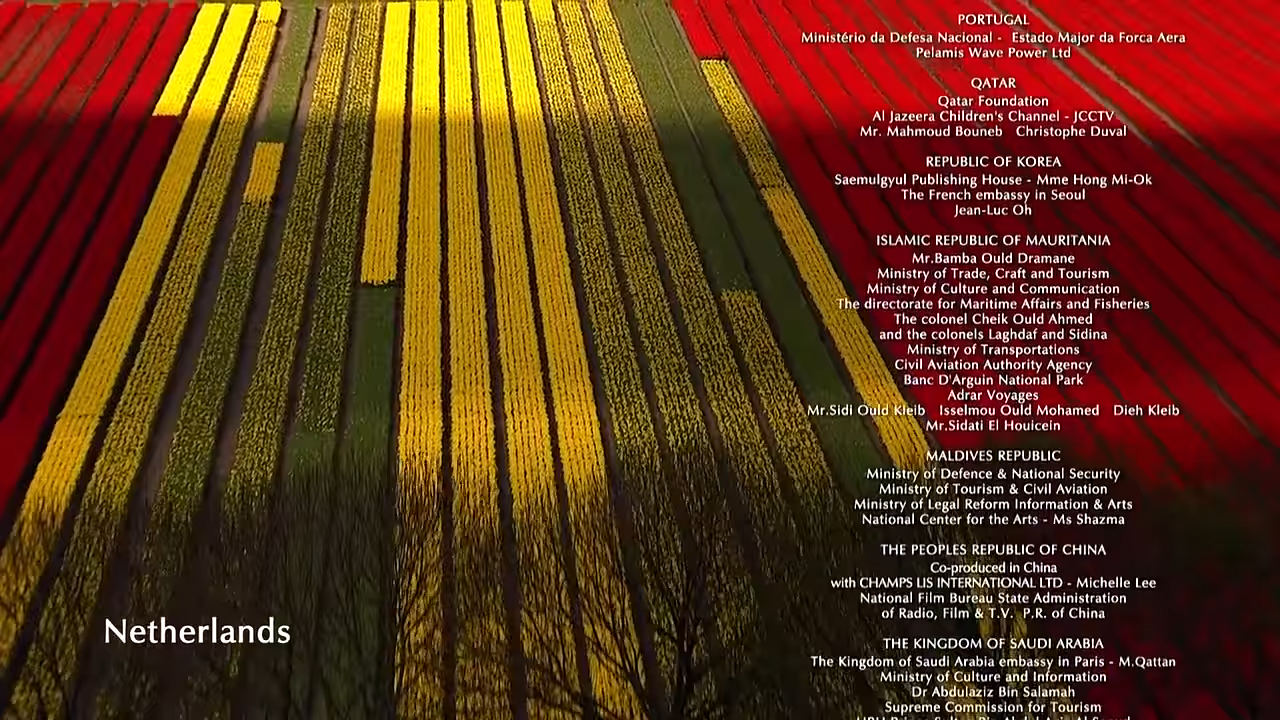 PORTUGAL
Ministério da Defesa Nacional - Estado Major da Forca Aera
Pelamis Wave Power Ltd
QATAR
Qatar Foundation
Al Jazeera Children's Channel - JCCTV
Mr. Mahmoud Bouneb Christophe Duval
REPUBLIC OF KOREA
Saemulgyul Publishing House - Mme Hong Mi-Ok
The French embassy in Seoul
Jean-Luc Oh
ISLAMIC REPUBLIC OF MAURITANIA
Mr.Bamba Ould Dramane
Ministry of Trade, Craft and Tourism
Ministry of Culture and Communication
The directorate for Maritime Affairs and Fisheries
The colonel Cheik Ould Ahmed
and the colonels Laghdaf and Sidina
Ministry of Transportations
Civil Aviation Authority Agency
Banc D'Arguin National Park
Adrar Voyages
Mr.Sidi Ould Kleib Isselmou Ould Mohamed Dieh Kleib
Mr.Sidati El Houicein
MALDIVES REPUBLIC
Ministry of Defence & National Security
Ministry of Tourism & Civil Aviation
Ministry of Legal Reform Information & Arts
National Center for the Arts - Ms Shazma
THE PEOPLES REPUBLIC OF CHINA
Co-produced in China
with CHAMPS LIS INTERNATIONAL LTD - Michelle Lee
National Film Bureau State Administration
of Radio, Film & T.V. P.R. of China
THE KINGDOM OF SAUDI ARABIA
The Kingdom of Saudi Arabia embassy in Paris - M.Qattan
Ministry of Culture and Information
Dr Abdulaziz Bin Salamah
Supreme Commission for Tourism
Netherlands